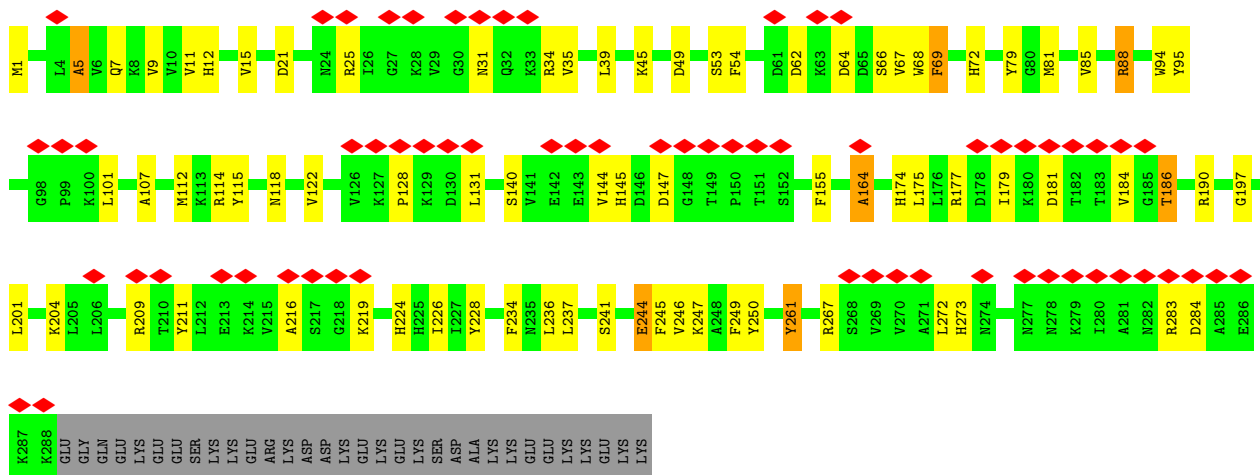 M1 L4 A5 V6 Q7 K8 V9 V10 V11 H12 V15 D21 N24 R25 I26 G27 K28 V29 G30 N31 Q32 K33 R34 V35 L39 K45 D49 S53 F54 D61 D62 K63 D64 D65 S66 V67 W68 F69 H72 Y79 G80 M81 V85 R88 W94 Y95
G98 P99 K100 L101 A107 M112 K113 R114 Y115 N118 V122 V126 K127 P128 K129 D130 L131 S140 V141 E142 E143 V144 H145 D146 D147 G148 T149 P150 T151 S152 F155 A164 H174 L175 L176 R177 D178 I179 K180 D181 T182 T183 V184 G185 T186 R190 G197
L201 K204 L205 L206 R209 T210 Y211 L212 E213 K214 V215 A216 S217 G218 K219 H224 H225 I226 I227 Y228 F234 N235 L236 L237 S241 E244 F245 V246 K247 A248 F249 Y250 Y261 R267 S268 V269 V270 A271 L272 H273 N274 N277 N278 K279 I280 A281 N282 R283 D284 A285 E286
K287 K288 GLU GLY GLN GLU LYS GLU GLU SER LYS LYS GLU ARG LYS ASP ASP LYS GLU LYS GLU LYS SER ASP ALA LYS LYS GLU GLU LYS LYS GLU LYS LYS